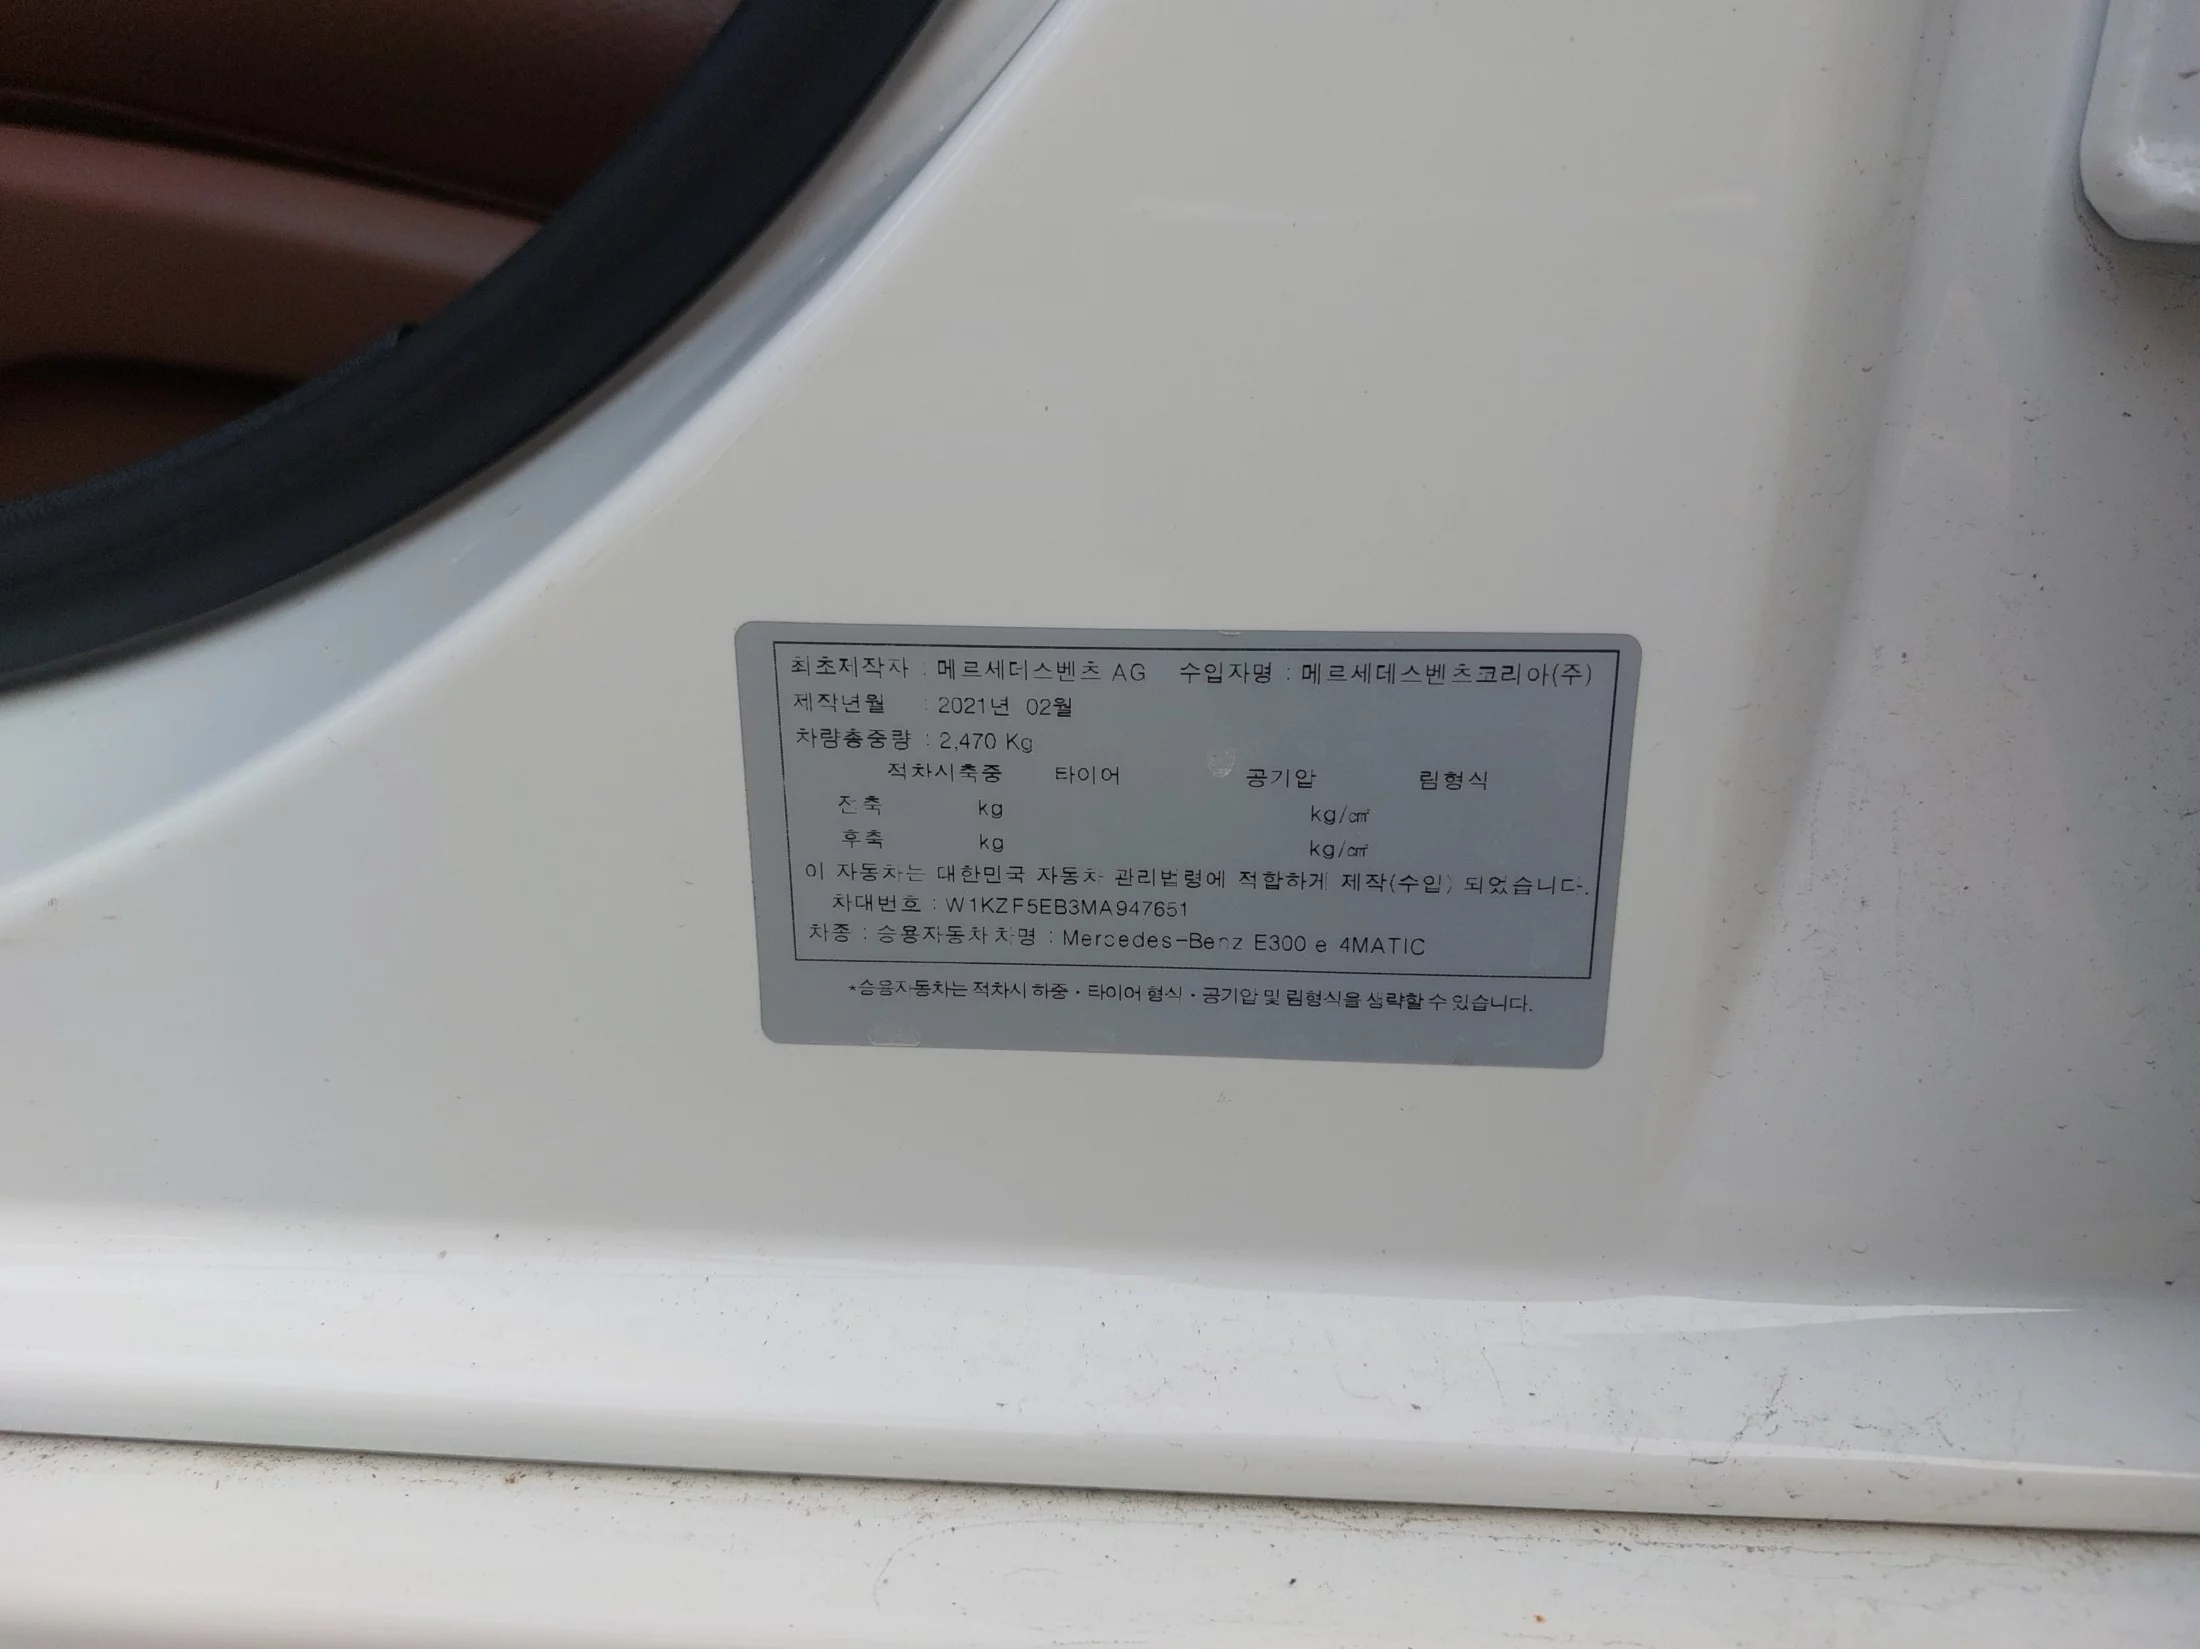 최초제작자 : 메르세데스벤츠 AG 수입자명 : 메르세데스벤츠코리아(주)
제작년월 : 2021년 02월
차량총중량 : 2,470 Kg
적차시축중 타이어 공기압 림형식
전축 kg kg/㎠
후축 kg kg/㎠
이 자동차는 대한민국 자동차 관리법령에 적합하게 제작(수입) 되었습니다.
차대번호 : W1KZF5EB3MA947651
차종 : 승용자동차 차명 : Mercedes-Benz E300 e 4MATIC
*승용자동차는 적차시 하중·타이어 형식·공기압 및 림형식을 생략할 수 있습니다.